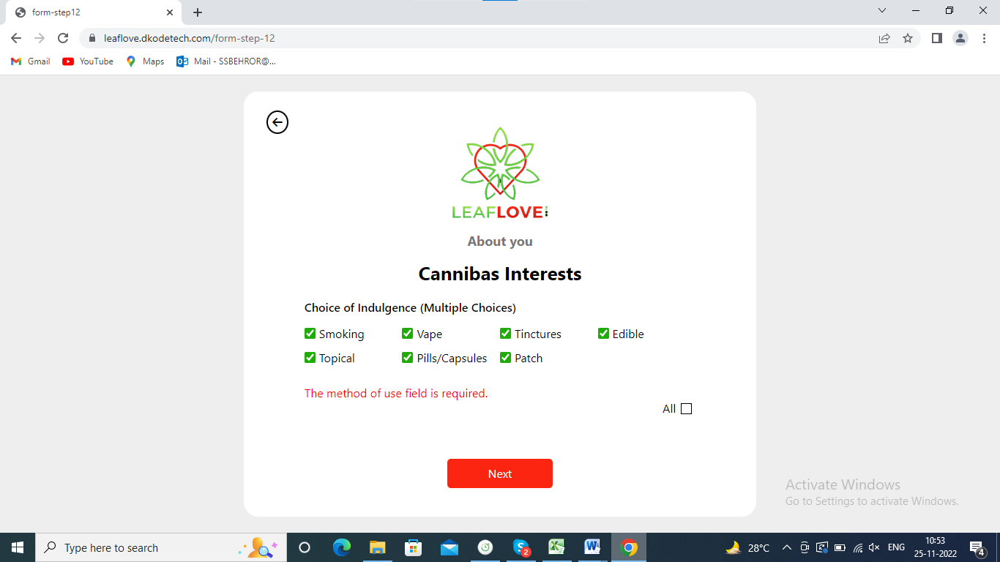 form-step12
leaflove.dkodetech.com/form-step-12
Gmail YouTube Maps Mail - SSBEHROR@...
LEAFLOVE
About you
Cannibas Interests
Choice of Indulgence (Multiple Choices)
Smoking Vape Tinctures Edible
Topical Pills/Capsules Patch
The method of use field is required.
All
Next
Activate Windows
Go to Settings to activate Windows.
Type here to search
2
28°C
ENG
10:53
25-11-2022
4